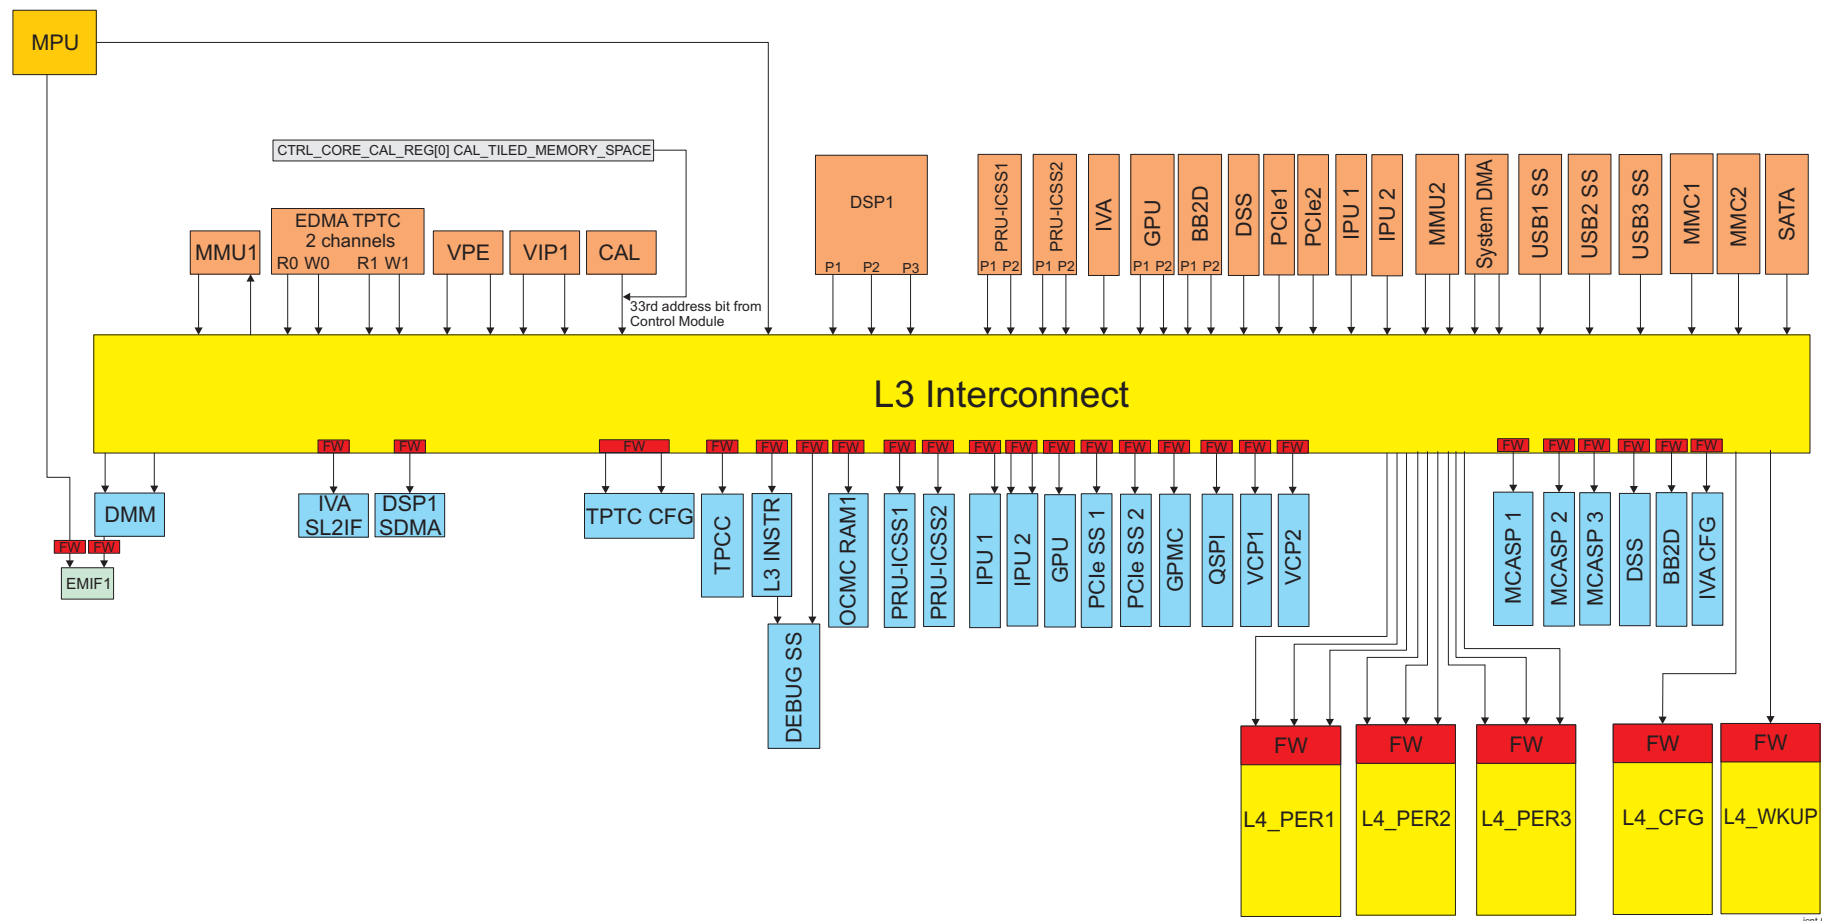 MPU
CTRL_CORE_CAL_REG[0] CAL_TILED_MEMORY_SPACE
MMU1
EDMA TPTC
2 channels
R0 W0 R1 W1
VPE
VIP1
CAL
33rd address bit from
Control Module
DSP1
P1 P2 P3
PRU-ICSS1
P1 P2
PRU-ICSS2
P1 P2
IVA
GPU
P1 P2
BB2D
P1 P2
DSS
PCIe1
PCIe2
IPU 1
IPU 2
MMU2
System DMA
USB1 SS
USB2 SS
USB3 SS
MMC1
MMC2
SATA
L3 Interconnect
FW FW FW FW FW FW FW FW FW FW FW FW FW FW FW FW FW FW FW FW FW FW FW FW
DMM
IVA
SL2IF
DSP1
SDMA
TPTC CFG
TPCC
L3 INSTR
OCMC RAM1
PRU-ICSS1
PRU-ICSS2
IPU 1
IPU 2
GPU
PCIe SS 1
PCIe SS 2
GPMC
QSPI
VCP1
VCP2
MCASP 1
MCASP 2
MCASP 3
DSS
BB2D
IVA CFG
FW FW
EMIF1
DEBUG SS
FW FW FW FW FW
L4_PER1 L4_PER2 L4_PER3 L4_CFG L4_WKUP